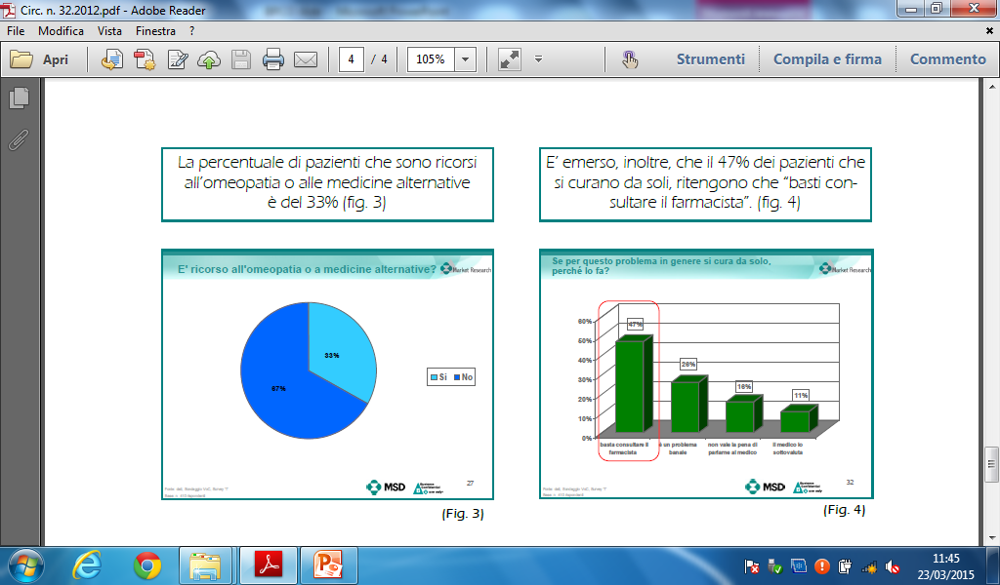 Circ. n. 32.2012.pdf - Adobe Reader
File Modifica Vista Finestra ?
Apri 4 / 4 105% Strumenti Compila e firma Commento
La percentuale di pazienti che sono ricorsi
all'omeopatia o alle medicine alternative
è del 33% (fig. 3)
E' emerso, inoltre, che il 47% dei pazienti che
si curano da soli, ritengono che "basti con-
sultare il farmacista". (fig. 4)
E' ricorso all'omeopatia o a medicine alternative?
Market Research
33%
67%
Si No
MSD
27
(Fig. 3)
Se per questo problema in genere si cura da solo,
perché lo fa?
Market Research
60%
50%
40%
30%
20%
10%
0%
47%
26%
16%
11%
basta consultare il
farmacista
è un problema
banale
non vale la pena di
parlarne al medico
Il medico lo
sottovaluta
MSD
32
(Fig. 4)
11:45
23/03/2015